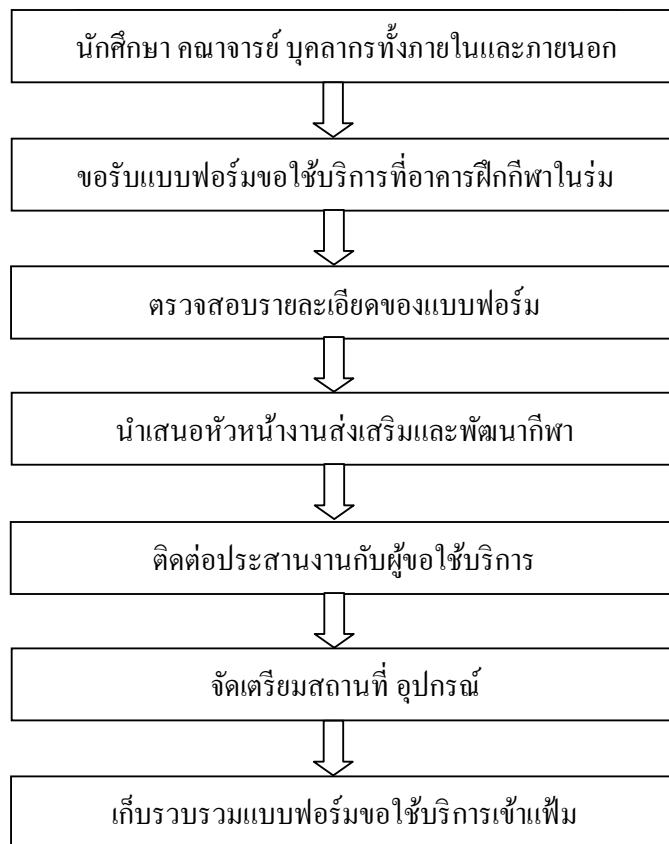 นักศึกษา คณาจารย์ บุคลากรทั้งภายในและภายนอก
ขอรับแบบฟอร์มขอใช้บริการที่อาคารฝึกกีฬาในร่ม
ตรวจสอบรายละเอียดของแบบฟอร์ม
นำเสนอหัวหน้างานส่งเสริมและพัฒนากีฬา
ติดต่อประสานงานกับผู้ขอใช้บริการ
จัดเตรียมสถานที่ อุปกรณ์
เก็บรวบรวมแบบฟอร์มขอใช้บริการเข้าแฟ้ม